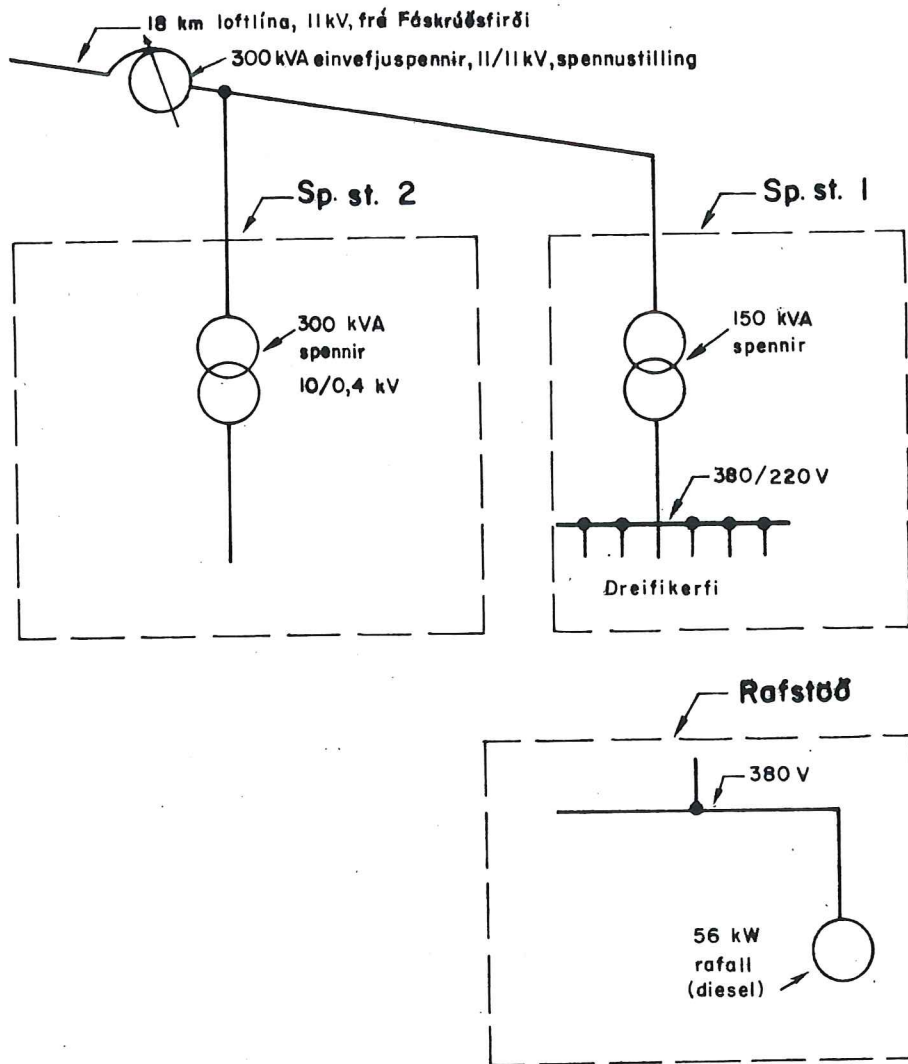 18 km loftlína, 11kV, frá Fáskrúðsfirði
300 kVA einvefjuspennir, 11/11 kV, spennustilling
Sp. st. 2
Sp. st. 1
300 kVA
spennir
10/0,4 kV
150 kVA
spennir
380/220 V
Dreifikerfi
Rafstöð
380 V
56 kW
rafall
(diesel)